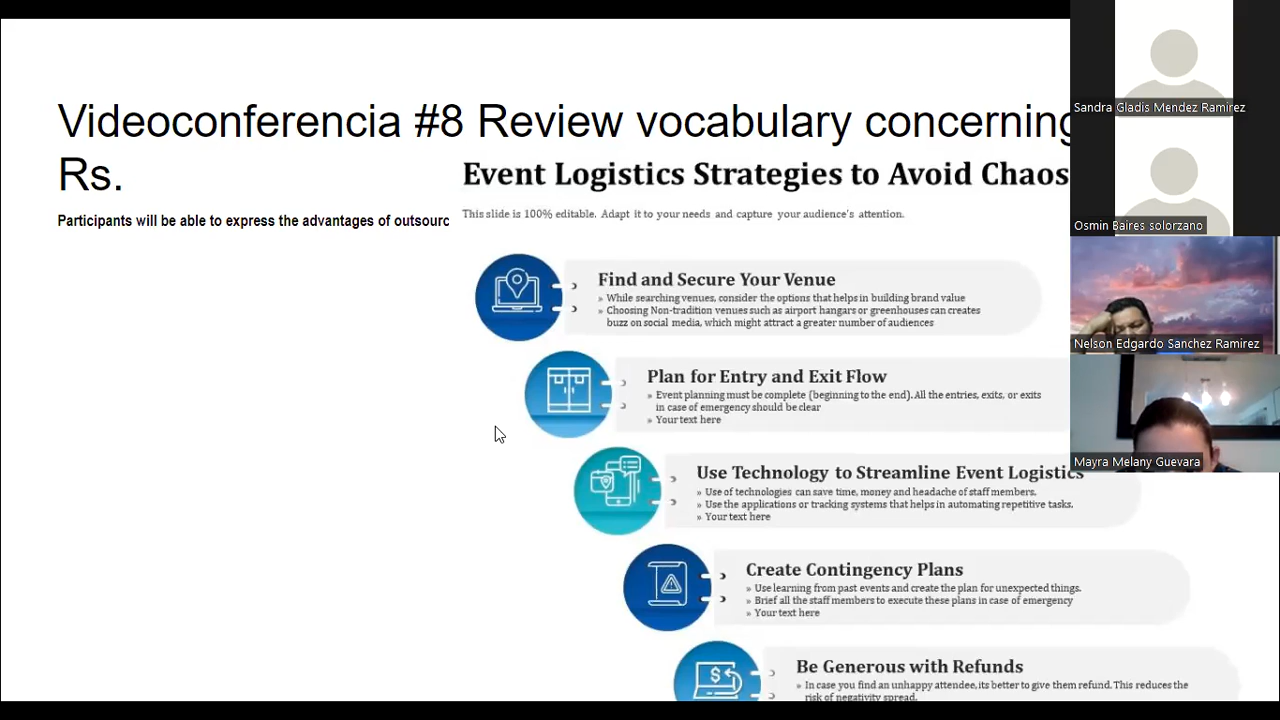 Videoconferencia #8 Review vocabulary concerning
Rs.
Participants will be able to express the advantages of outsourc
Event Logistics Strategies to Avoid Chaos
This slide is 100% editable. Adapt it to your needs and capture your audience's attention.
Find and Secure Your Venue
» While searching venues, consider the options that helps in building brand value
» Choosing Non-tradition venues such as airport hangars or greenhouses can creates
buzz on social media, which might attract a greater number of audiences
Plan for Entry and Exit Flow
» Event planning must be complete (beginning to the end). All the entries, exits, or exits
in case of emergency should be clear
» Your text here
Use Technology to Streamline Event Logistics
» Use of technologies can save time, money and headache of staff members.
» Use the applications or tracking systems that helps in automating repetitive tasks.
» Your text here
Create Contingency Plans
» Use learning from past events and create the plan for unexpected things.
» Brief all the staff members to execute these plans in case of emergency
» Your text here
Be Generous with Refunds
» In case you find an unhappy attendee, its better to give them refund. This reduces the
risk of negativity spread.
Sandra Gladis Mendez Ramirez
Osmin Baires solorzano
Nelson Edgardo Sanchez Ramirez
Mayra Melany Guevara